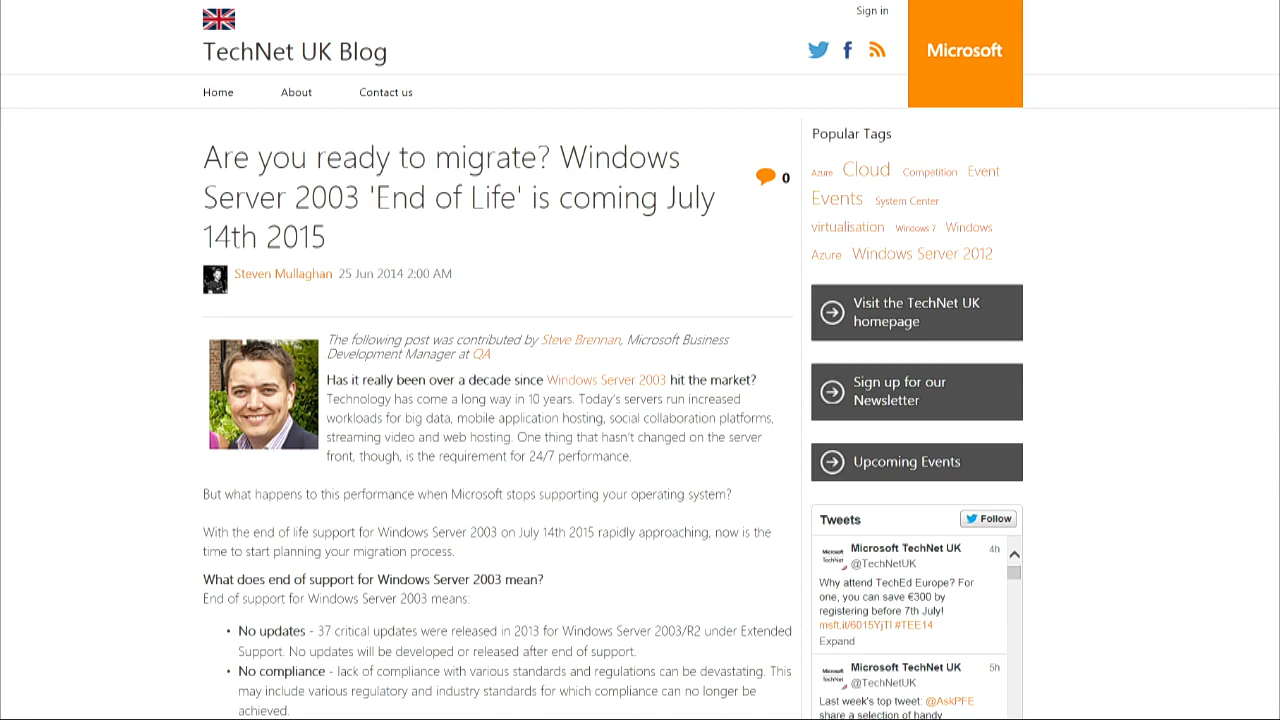 Sign in
TechNet UK Blog
Microsoft
Home About Contact us
Are you ready to migrate? Windows
Server 2003 'End of Life' is coming July
14th 2015
0
Steven Mullaghan 25 Jun 2014 2:00 AM
The following post was contributed by Steve Brennan, Microsoft Business
Development Manager at QA
Has it really been over a decade since Windows Server 2003 hit the market?
Technology has come a long way in 10 years. Today's servers run increased
workloads for big data, mobile application hosting, social collaboration platforms,
streaming video and web hosting. One thing that hasn't changed on the server
front, though, is the requirement for 24/7 performance.
But what happens to this performance when Microsoft stops supporting your operating system?
With the end of life support for Windows Server 2003 on July 14th 2015 rapidly approaching, now is the
time to start planning your migration process.
What does end of support for Windows Server 2003 mean?
End of support for Windows Server 2003 means:
• No updates - 37 critical updates were released in 2013 for Windows Server 2003/R2 under Extended
Support. No updates will be developed or released after end of support.
• No compliance - lack of compliance with various standards and regulations can be devastating. This
may include various regulatory and industry standards for which compliance can no longer be
achieved.
Popular Tags
Azure Cloud Competition Event
Events System Center
virtualisation Windows 7 Windows
Azure Windows Server 2012
Visit the TechNet UK
homepage
Sign up for our
Newsletter
Upcoming Events
Tweets Follow
Microsoft TechNet UK 4h
@TechNetUK
Why attend TechEd Europe? For
one, you can save €300 by
registering before 7th July!
msft.it/6015YjTl #TEE14
Expand
Microsoft TechNet UK 5h
@TechNetUK
Last week's top tweet: @AskPFE
share a selection of handy